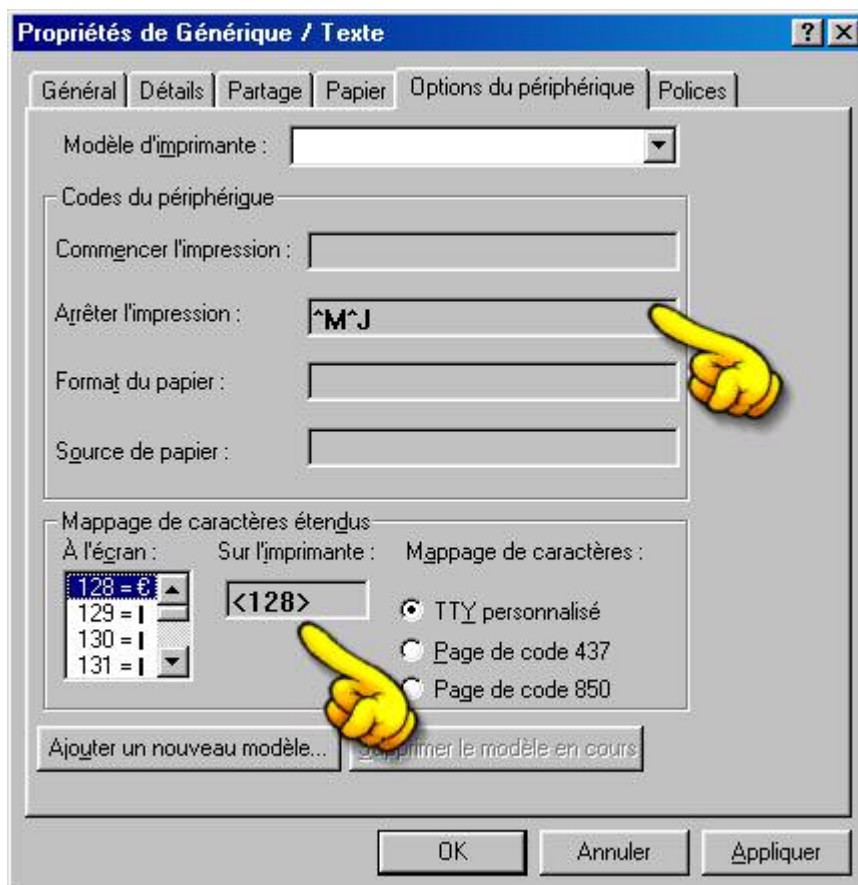 Propriétés de Générique / Texte
Général Détails Partage Papier Options du périphérique Polices
Modèle d'imprimante :
Codes du périphérique
Commencer l'impression :
Arrêter l'impression : ^M^J
Format du papier :
Source de papier :
Mappage de caractères étendus
À l'écran : Sur l'imprimante : Mappage de caractères :
128 = € <128>
129 =
130 =
131 =
TTY personnalisé
Page de code 437
Page de code 850
Ajouter un nouveau modèle... Supprimer le modèle en cours
OK Annuler Appliquer